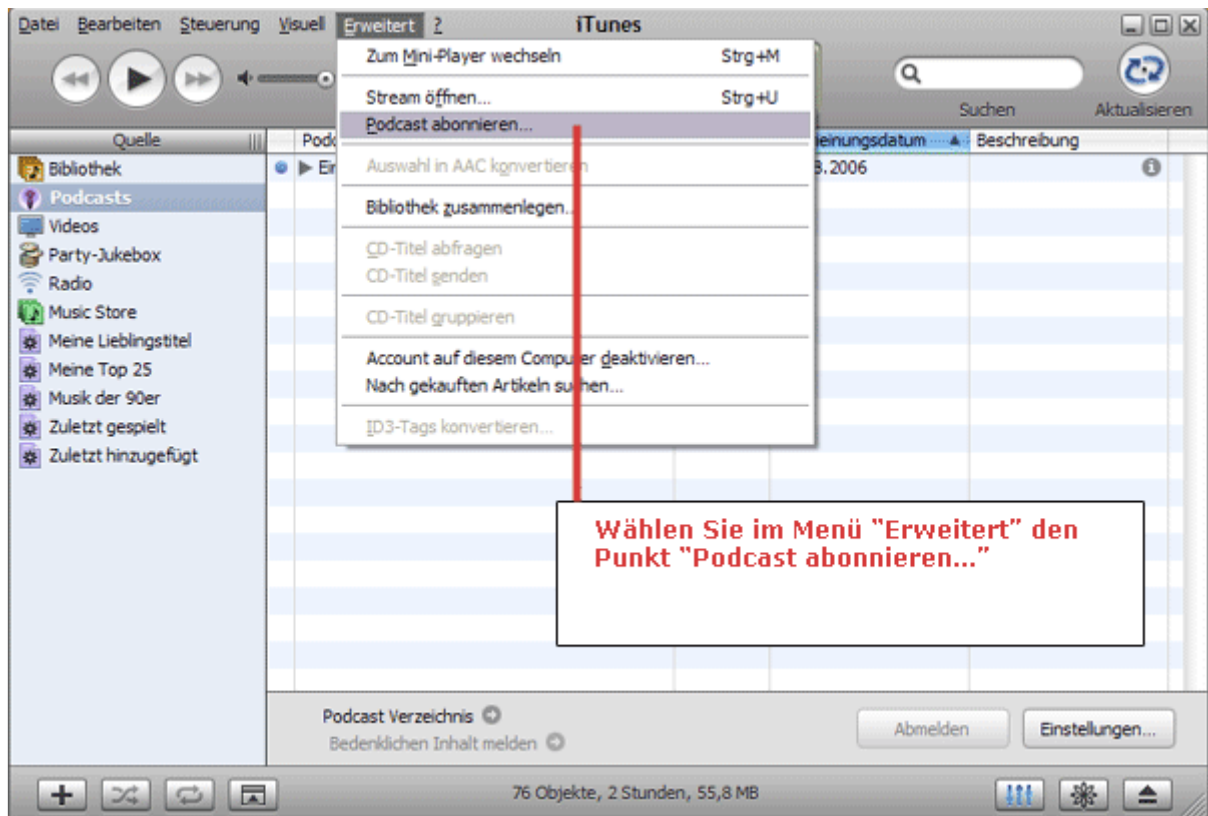 Datei Bearbeiten Steuerung Visuell Erweitert ? iTunes
Zum Mini-Player wechseln Strg+M
Stream öffnen... Strg+U
Podcast abonnieren...
Auswahl in AAC konvertieren
Bibliothek zusammenlegen...
CD-Titel abfragen
CD-Titel senden
CD-Titel gruppieren
Account auf diesem Computer deaktivieren...
Nach gekauften Artikeln suchen...
ID3-Tags konvertieren...
Suchen Aktualisieren
Quelle
Beschreibung
.2006
Bibliothek
Podcasts
Videos
Party-Jukebox
Radio
Music Store
Meine Lieblingstitel
Meine Top 25
Musik der 90er
Zuletzt gespielt
Zuletzt hinzugefügt
Wählen Sie im Menü "Erweitert" den
Punkt "Podcast abonnieren..."
Podcast Verzeichnis
Bedenklichen Inhalt melden
Abmelden Einstellungen...
76 Objekte, 2 Stunden, 55,8 MB